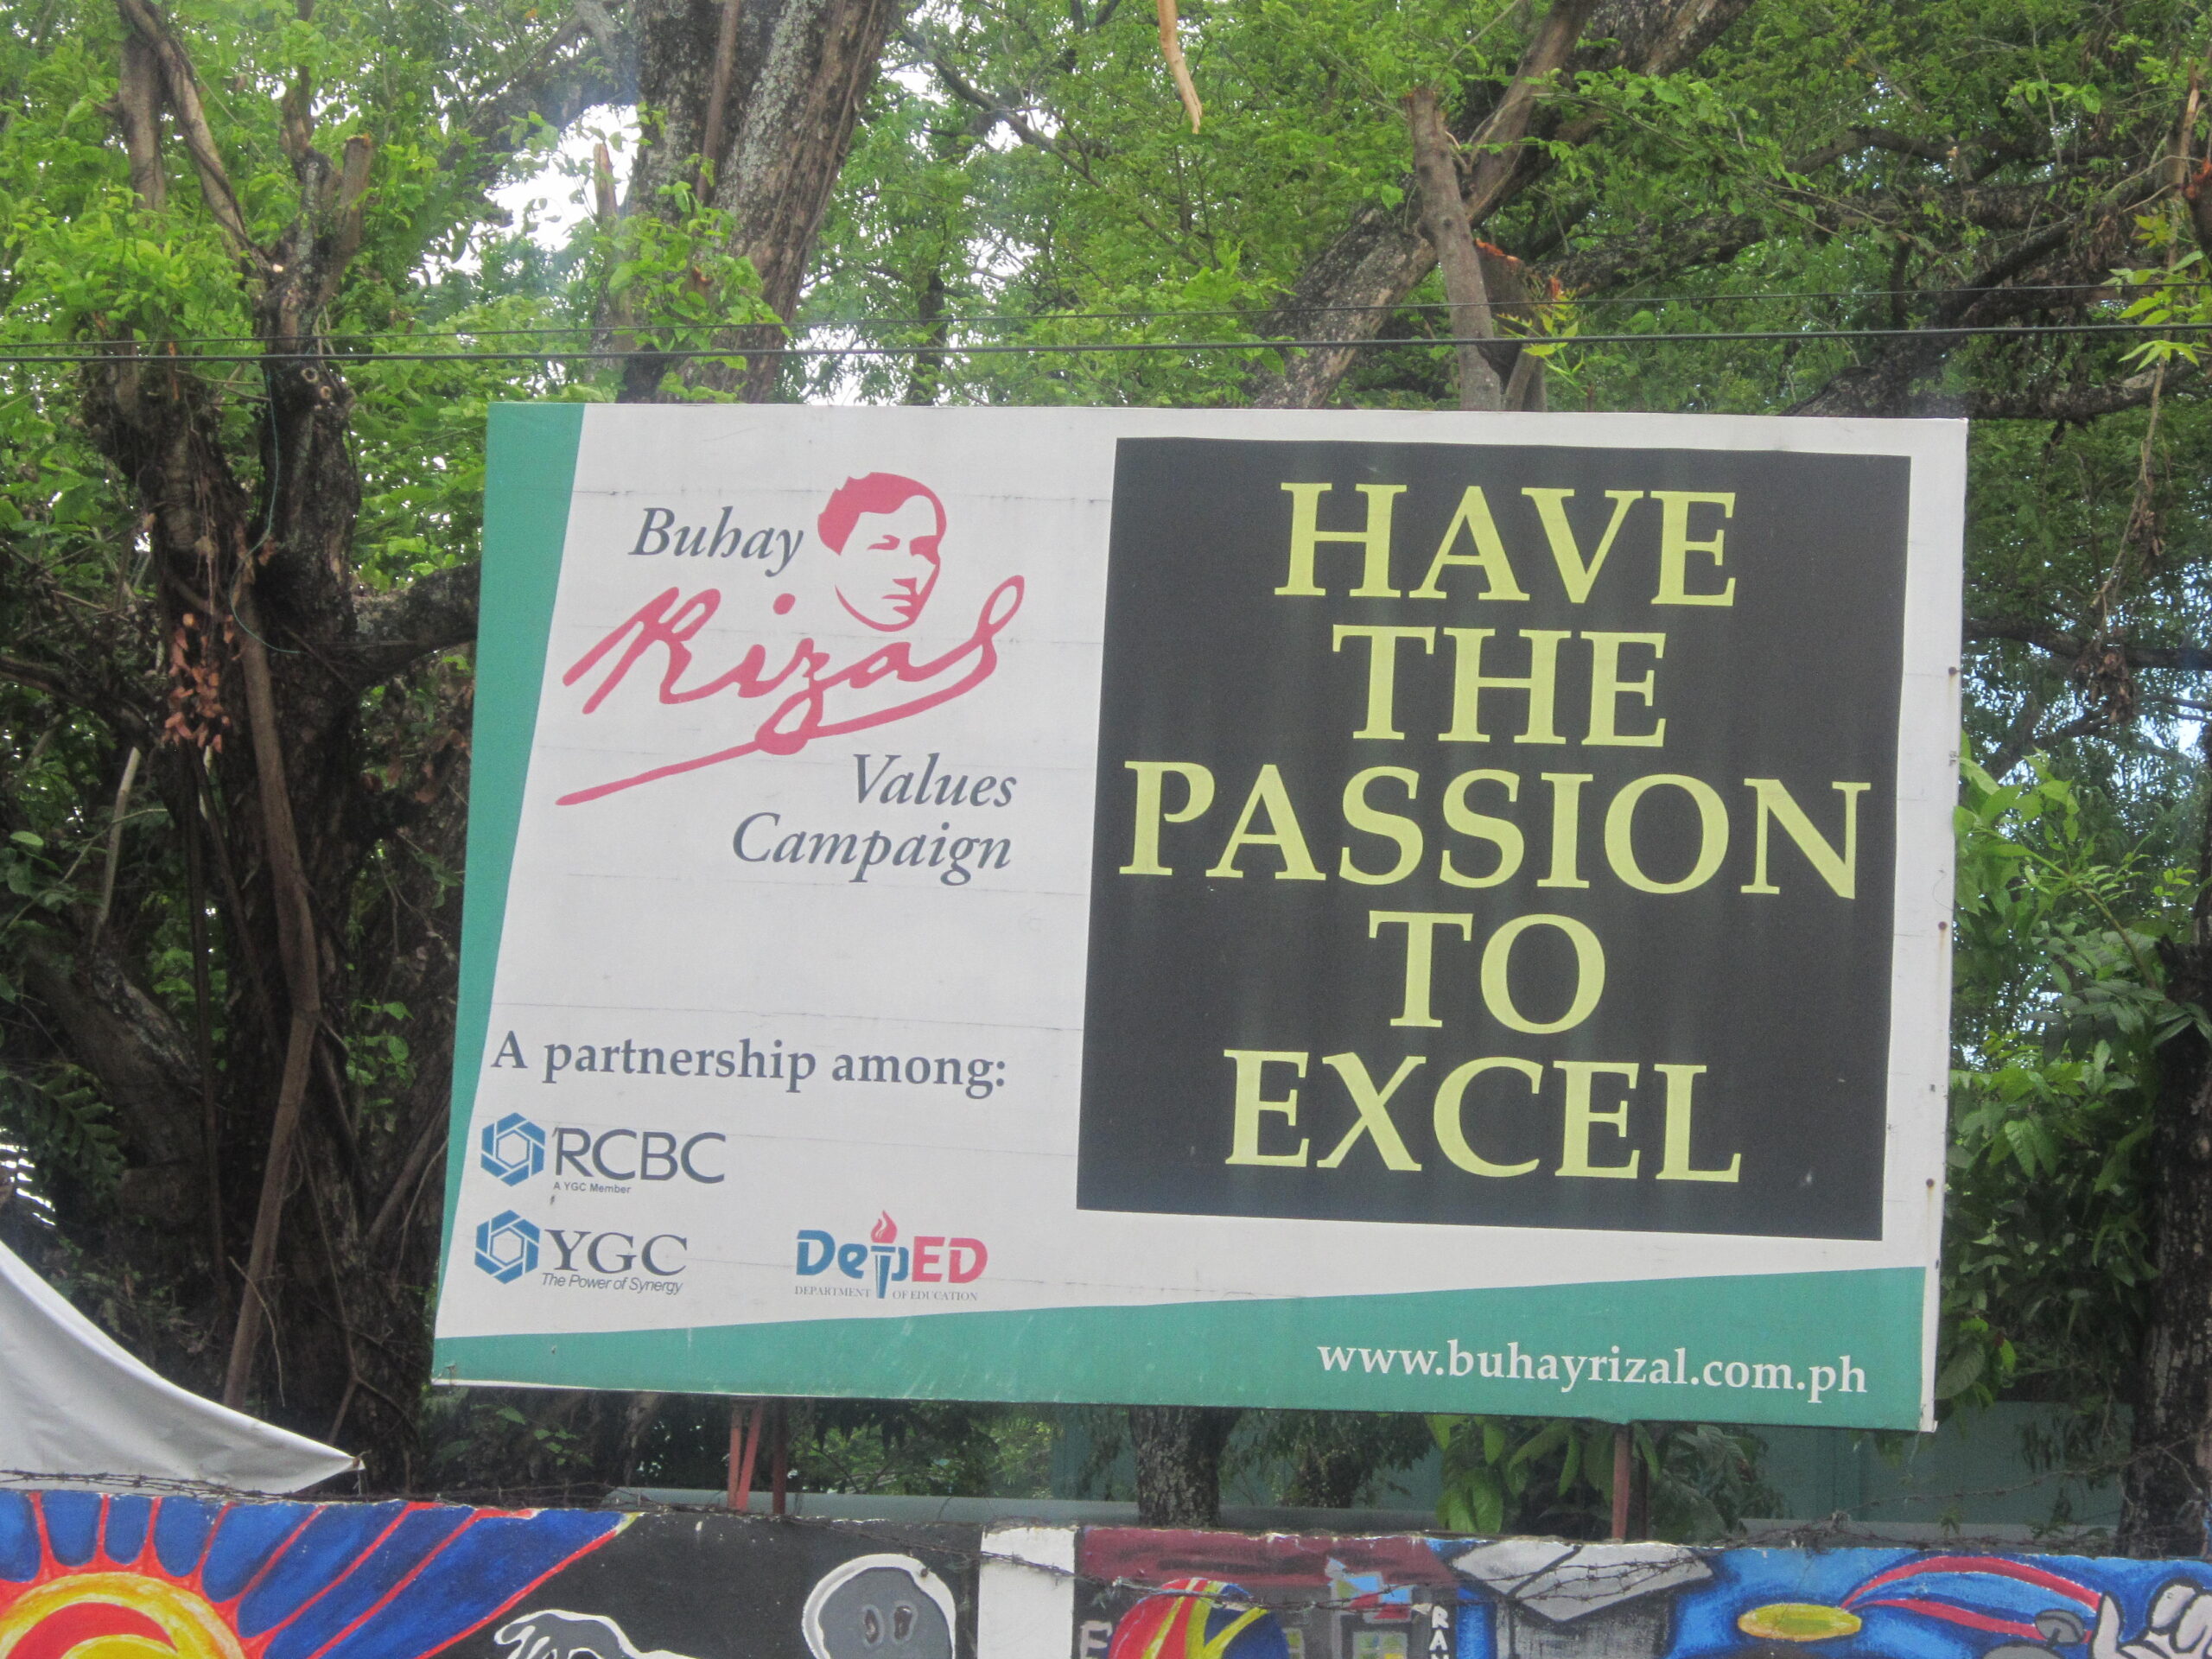 Buhay
Rizal
Values
Campaign
A partnership among:
RCBC
A YGC Member
YGC
The Power of Synergy
DepED
DEPARTMENT OF EDUCATION
HAVE
THE
PASSION
TO
EXCEL
www.buhayrizal.com.ph